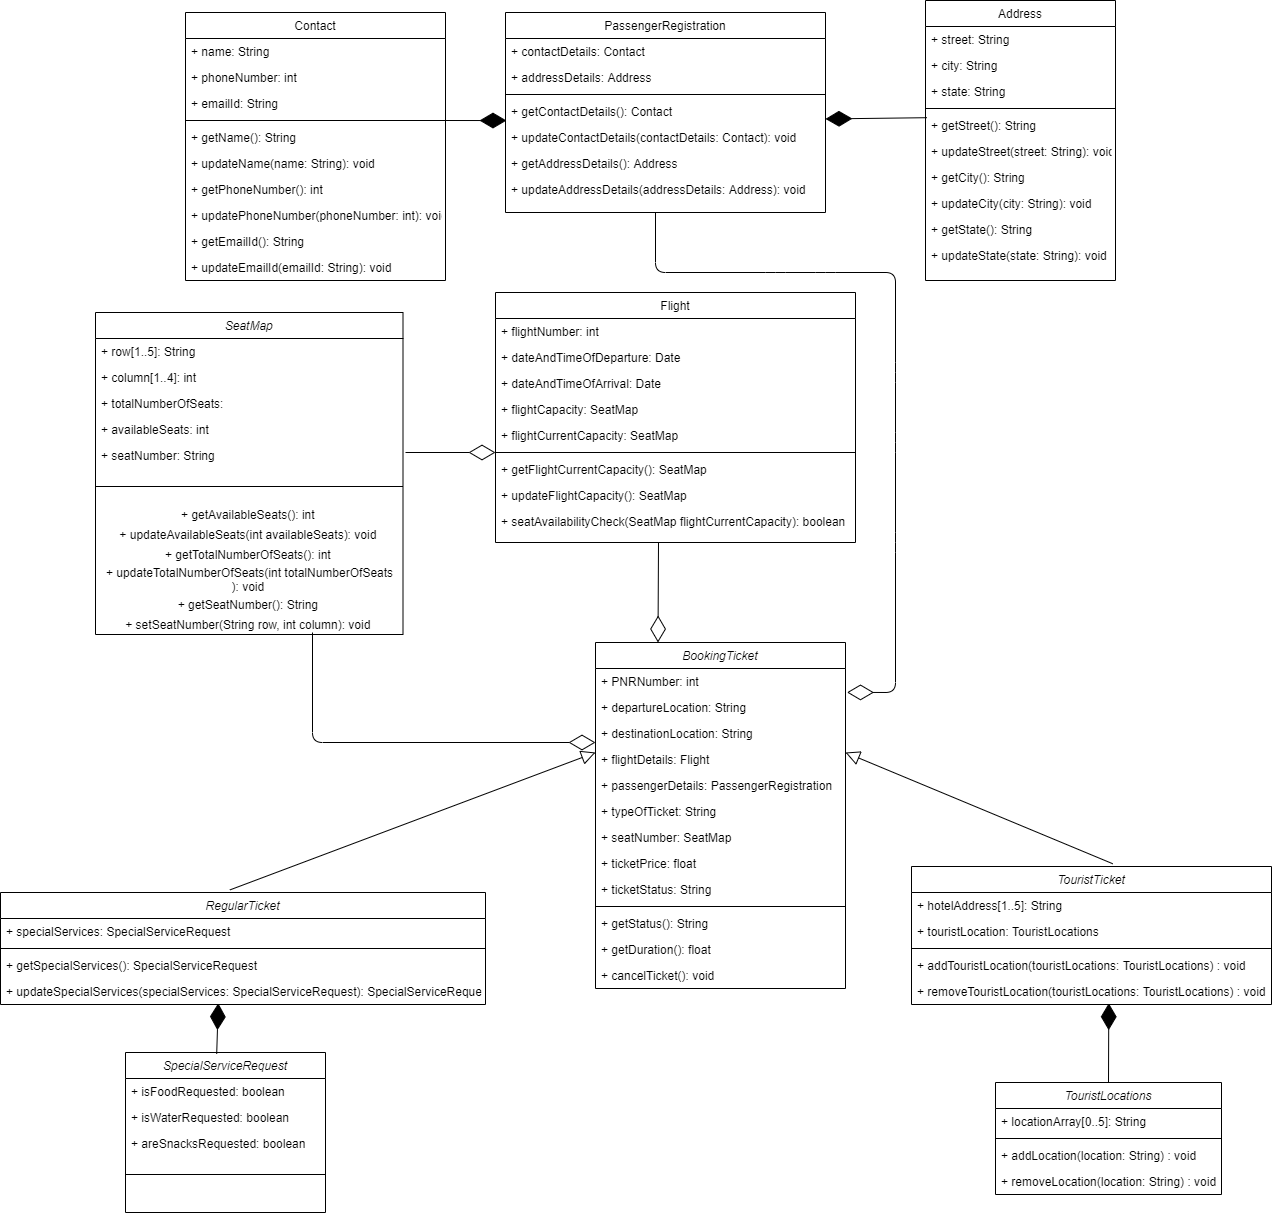 Contact
+ name: String
+ phoneNumber: int
+ emailId: String
+ getName(): String
+ updateName(name: String): void
+ getPhoneNumber(): int
+ updatePhoneNumber(phoneNumber: int): voi
+ getEmailId(): String
+ updateEmailId(emailId: String): void
PassengerRegistration
+ contactDetails: Contact
+ addressDetails: Address
+ getContactDetails(): Contact
+ updateContactDetails(contactDetails: Contact): void
+ getAddressDetails(): Address
+ updateAddressDetails(addressDetails: Address): void
Address
+ street: String
+ city: String
+ state: String
+ getStreet(): String
+ updateStreet(street: String): void
+ getCity(): String
+ updateCity(city: String): void
+ getState(): String
+ updateState(state: String): void
SeatMap
+ row[1..5]: String
+ column[1..4]: int
+ totalNumberOfSeats:
+ availableSeats: int
+ seatNumber: String
+ getAvailableSeats(): int
+ updateAvailableSeats(int availableSeats): void
+ getTotalNumberOfSeats(): int
+ updateTotalNumberOfSeats(int totalNumberOfSeats
): void
+ getSeatNumber(): String
+ setSeatNumber(String row, int column): void
Flight
+ flightNumber: int
+ dateAndTimeOfDeparture: Date
+ dateAndTimeOfArrival: Date
+ flightCapacity: SeatMap
+ flightCurrentCapacity: SeatMap
+ getFlightCurrentCapacity(): SeatMap
+ updateFlightCapacity(): SeatMap
+ seatAvailabilityCheck(SeatMap flightCurrentCapacity): boolean
BookingTicket
+ PNRNumber: int
+ departureLocation: String
+ destinationLocation: String
+ flightDetails: Flight
+ passengerDetails: PassengerRegistration
+ typeOfTicket: String
+ seatNumber: SeatMap
+ ticketPrice: float
+ ticketStatus: String
+ getStatus(): String
+ getDuration(): float
+ cancelTicket(): void
RegularTicket
+ specialServices: SpecialServiceRequest
+ getSpecialServices(): SpecialServiceRequest
+ updateSpecialServices(specialServices: SpecialServiceRequest): SpecialServiceReque
TouristTicket
+ hotelAddress[1..5]: String
+ touristLocation: TouristLocations
+ addTouristLocation(touristLocations: TouristLocations) : void
+ removeTouristLocation(touristLocations: TouristLocations) : void
SpecialServiceRequest
+ isFoodRequested: boolean
+ isWaterRequested: boolean
+ areSnacksRequested: boolean
TouristLocations
+ locationArray[0..5]: String
+ addLocation(location: String) : void
+ removeLocation(location: String) : void